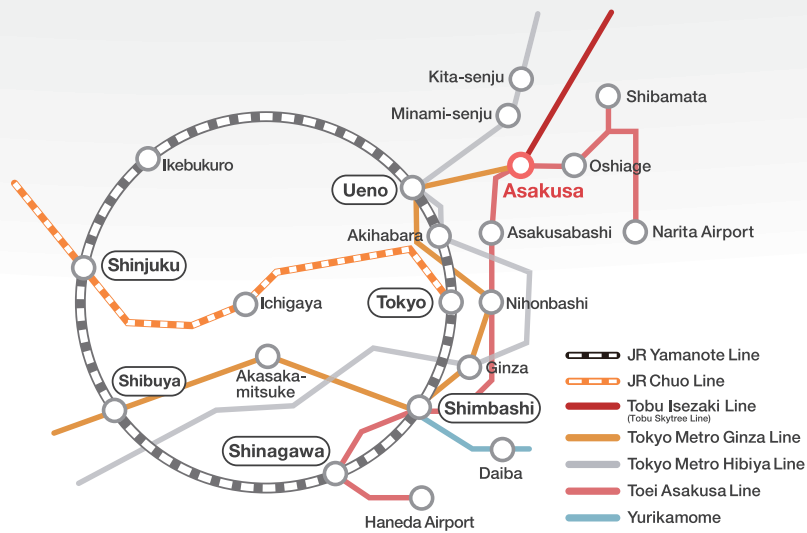 Kita-senju
Minami-senju
Shibamata
Ikebukuro
Oshiage
Ueno
Asakusa
Akihabara
Asakusabashi
Narita Airport
Shinjuku
Ichigaya
Tokyo
Nihonbashi
Shibuya
Akasaka-
mitsuke
Ginza
Shimbashi
Shinagawa
Daiba
Haneda Airport
JR Yamanote Line
JR Chuo Line
Tobu Isezaki Line
(Tobu Skytree Line)
Tokyo Metro Ginza Line
Tokyo Metro Hibiya Line
Toei Asakusa Line
Yurikamome